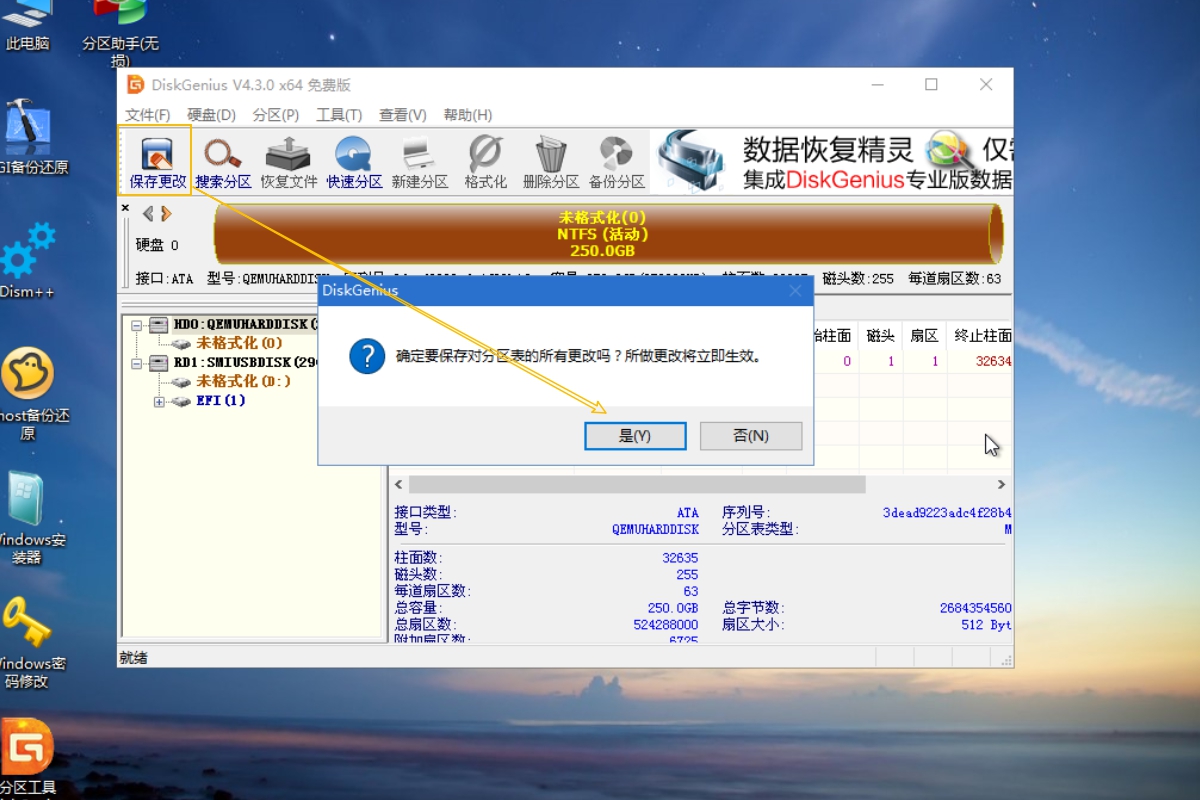 此电脑
分区助手(无
损)
GI备份还原
Dism++
host备份还
原
Windows安
装器
Windows密
码修改
分区工具
DiskGenius V4.3.0 x64 免费版
文件(F) 硬盘(D) 分区(P) 工具(T) 查看(V) 帮助(H)
保存更改 搜索分区 恢复文件 快速分区 新建分区 格式化 删除分区 备份分区
数据恢复精灵 仅
集成DiskGenius专业版数据
硬盘 0
未格式化(0)
NTFS (活动)
250.0GB
接口:ATA 型号:QEMUHARDDISK 磁头数:255 每道扇区数:63
HD0:QEMUHARDDISK(
未格式化(0)
RD1:SMIUSBDISK(29
未格式化(D:)
EFI(1)
始柱面 磁头 扇区 终止柱面
0 1 1 32634
DiskGenius
确定要保存对分区表的所有更改吗？所做更改将立即生效。
是(Y) 否(N)
接口类型: ATA 序列号: 3dead9223adc4f28b4
型号: QEMUHARDDISK 分区表类型: M
柱面数: 32635
磁头数: 255
每道扇区数: 63
总容量: 250.0GB 总字节数: 2684354560
总扇区数: 524288000 扇区大小: 512 Byt
附加扇区数: 6725
就绪